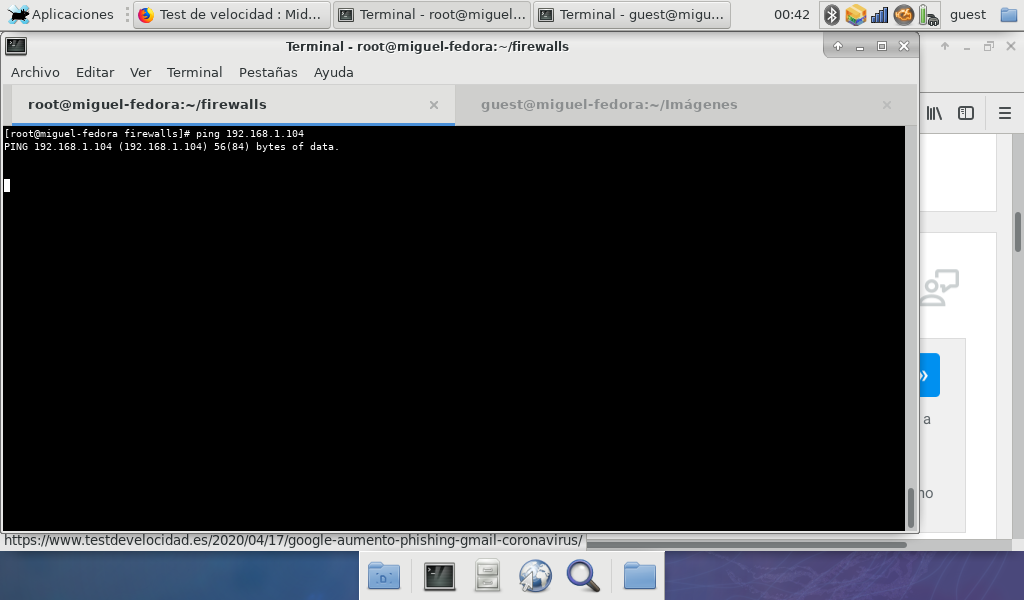 Aplicaciones
Test de velocidad : Mid...
Terminal - root@miguel...
Terminal - guest@migu...
00:42
guest
Terminal - root@miguel-fedora:~/firewalls
Archivo Editar Ver Terminal Pestañas Ayuda
root@miguel-fedora:~/firewalls
guest@miguel-fedora:~/Imágenes
[root@miguel-fedora firewalls]# ping 192.168.1.104
PING 192.168.1.104 (192.168.1.104) 56(84) bytes of data.
»
a
no
https://www.testdevelocidad.es/2020/04/17/google-aumento-phishing-gmail-coronavirus/
D